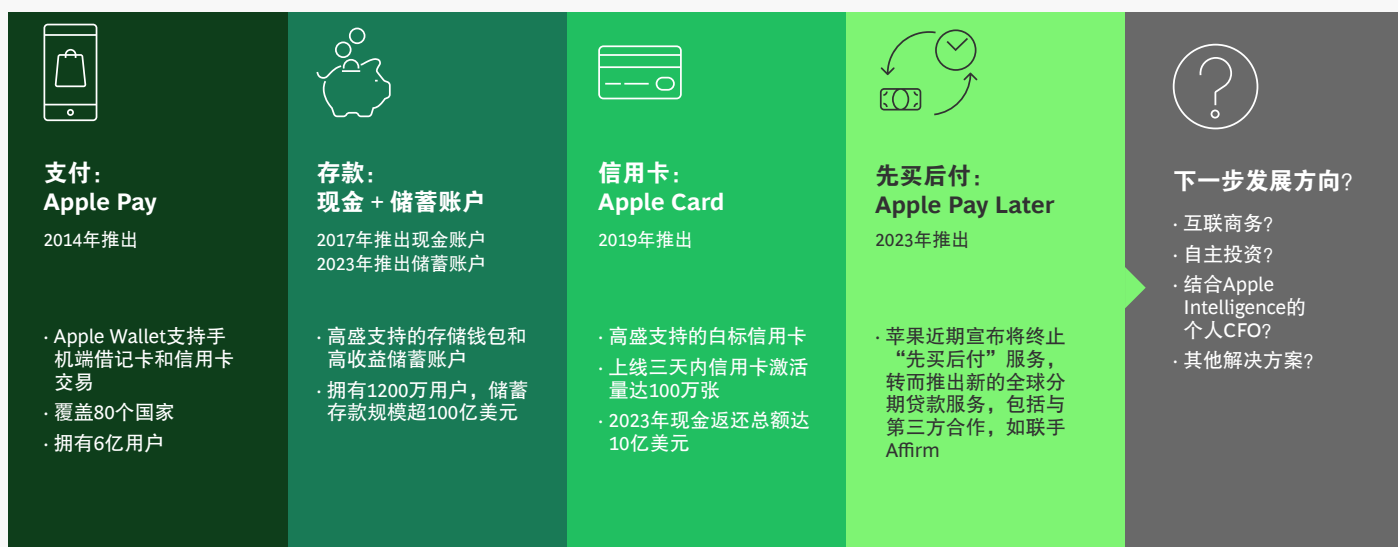 支付：
Apple Pay
2014年推出
· Apple Wallet支持手
机端借记卡和信用卡
交易
· 覆盖80个国家
· 拥有6亿用户
存款：
现金 + 储蓄账户
2017年推出现金账户
2023年推出储蓄账户
· 高盛支持的存储钱包和
高收益储蓄账户
· 拥有1200万用户，储蓄
存款规模超100亿美元
信用卡：
Apple Card
2019年推出
· 高盛支持的白标信用卡
· 上线三天内信用卡激活
量达100万张
· 2023年现金返还总额达
10亿美元
先买后付：
Apple Pay Later
2023年推出
· 苹果近期宣布将终止
“先买后付”服务，
转而推出新的全球分
期贷款服务，包括与
第三方合作，如联手
Affirm
下一步发展方向?
· 互联商务?
· 自主投资?
· 结合Apple
Intelligence的
个人CFO?
· 其他解决方案?